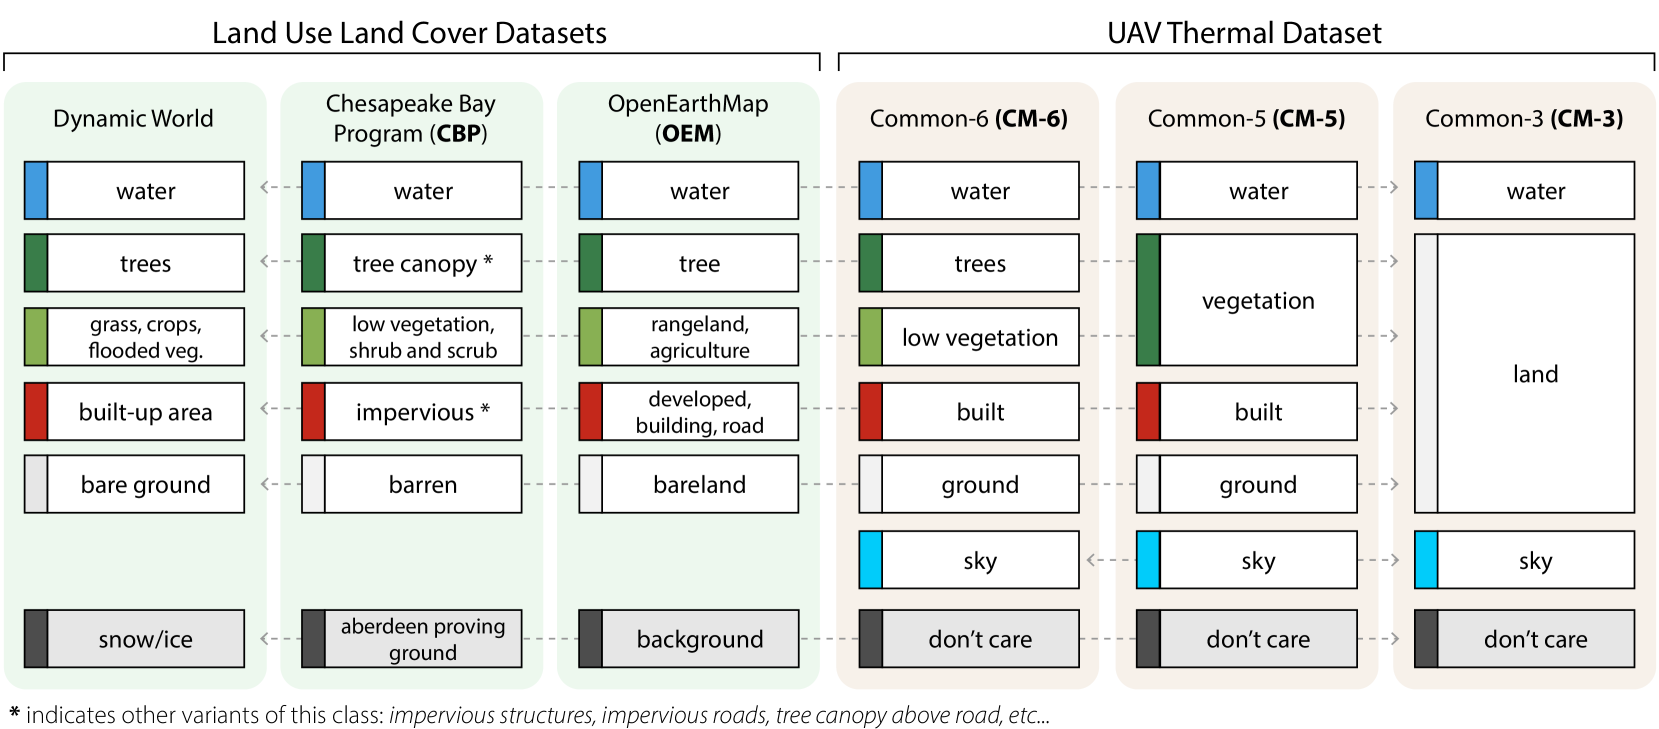 Land Use Land Cover Datasets
UAV Thermal Dataset
Dynamic World
water
trees
grass, crops,
flooded veg.
built-up area
bare ground
snow/ice
Chesapeake Bay
Program (CBP)
water
tree canopy *
low vegetation,
shrub and scrub
impervious *
barren
aberdeen proving
ground
OpenEarthMap
(OEM)
water
tree
rangeland,
agriculture
developed,
building, road
bareland
background
Common-6 (CM-6)
water
trees
low vegetation
built
ground
sky
don't care
Common-5 (CM-5)
water
vegetation
built
ground
sky
don't care
Common-3 (CM-3)
water
land
sky
don't care
* indicates other variants of this class: impervious structures, impervious roads, tree canopy above road, etc...